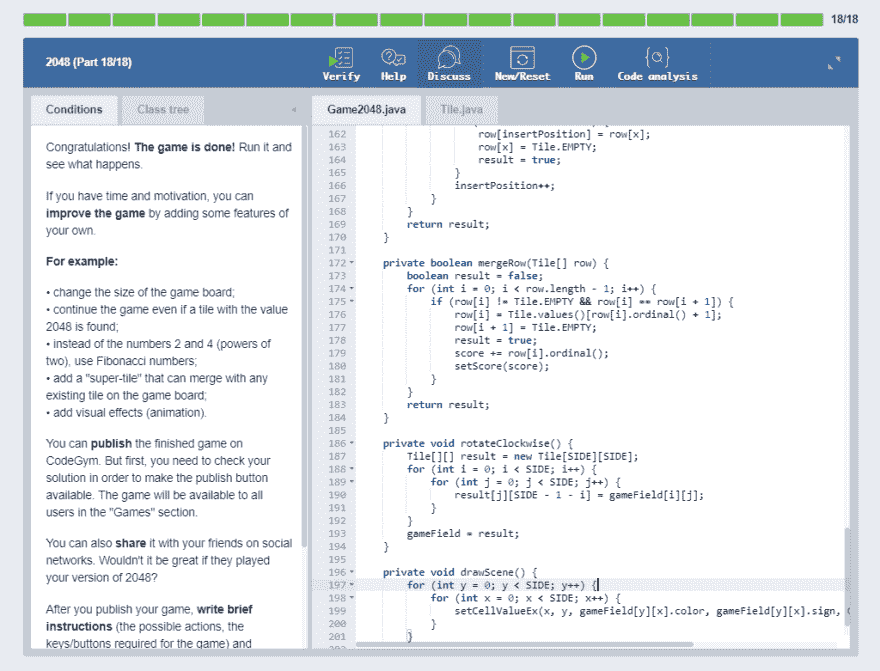 18/18
2048 (Part 18/18)
Verify Help Discuss New/Reset Run Code analysis
Conditions Class tree
Congratulations! The game is done! Run it and
see what happens.
If you have time and motivation, you can
improve the game by adding some features of
your own.
For example:
• change the size of the game board;
• continue the game even if a tile with the value
2048 is found;
• instead of the numbers 2 and 4 (powers of
two), use Fibonacci numbers;
• add a "super-tile" that can merge with any
existing tile on the game board;
• add visual effects (animation).
You can publish the finished game on
CodeGym. But first, you need to check your
solution in order to make the publish button
available. The game will be available to all
users in the "Games" section.
You can also share it with your friends on social
networks. Wouldn't it be great if they played
your version of 2048?
After you publish your game, write brief
instructions (the possible actions, the
keys/buttons required for the game) and
Game2048.java Tile.java
162 row[insertPosition] = row[x];
163 row[x] = Tile.EMPTY;
164 result = true;
165 }
166 insertPosition++;
167 }
168 }
169 return result;
170 }
171
172 private boolean mergeRow(Tile[] row) {
173 boolean result = false;
174 for (int i = 0; i < row.length - 1; i++) {
175 if (row[i] != Tile.EMPTY && row[i] == row[i + 1]) {
176 row[i] = Tile.values()[row[i].ordinal() + 1];
177 row[i + 1] = Tile.EMPTY;
178 result = true;
179 score += row[i].ordinal();
180 setScore(score);
181 }
182 }
183 return result;
184 }
185
186 private void rotateClockwise() {
187 Tile[][] result = new Tile[SIDE][SIDE];
188 for (int i = 0; i < SIDE; i++) {
189 for (int j = 0; j < SIDE; j++) {
190 result[j][SIDE - 1 - i] = gameField[i][j];
191 }
192 }
193 gameField = result;
194 }
195
196 private void drawScene() {
197 for (int y = 0; y < SIDE; y++) {
198 for (int x = 0; x < SIDE; x++) {
199 setCellValueEx(x, y, gameField[y][x].color, gameField[y][x].sign,
200 }
201 }